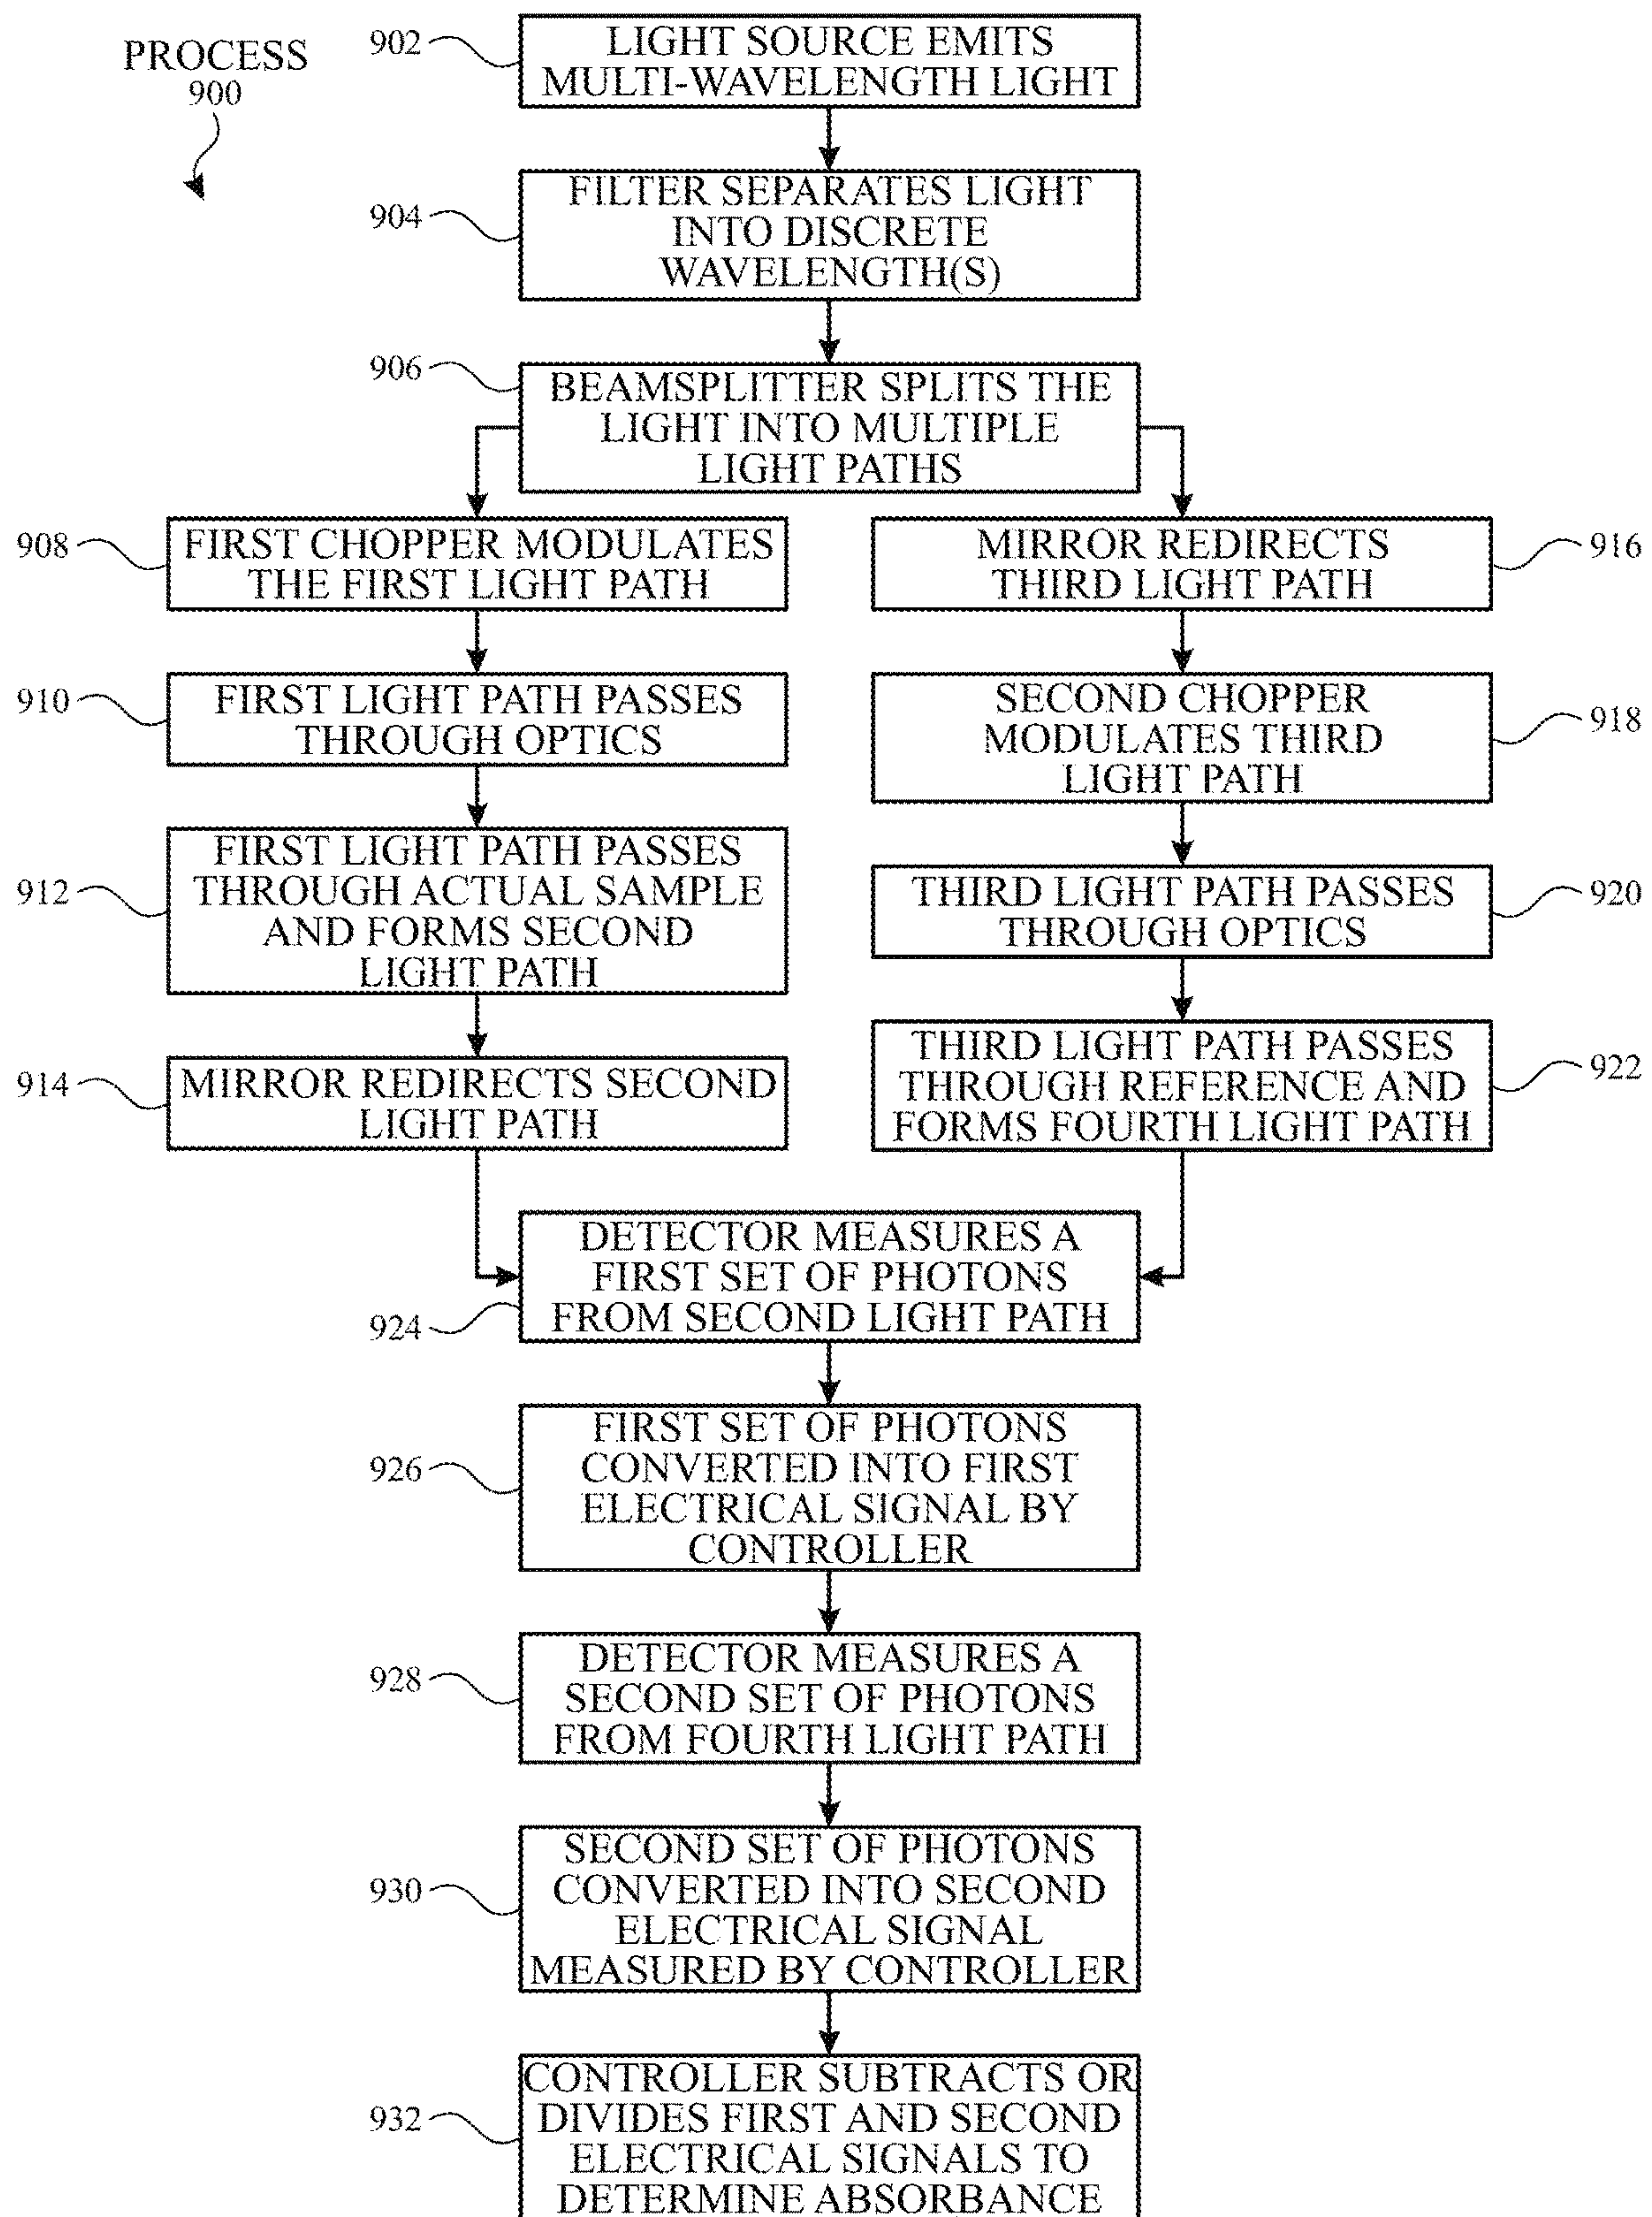 PROCESS
900
902
LIGHT SOURCE EMITS
MULTI-WAVELENGTH LIGHT
904
FILTER SEPARATES LIGHT
INTO DISCRETE
WAVELENGTH(S)
906
BEAMSPLITTER SPLITS THE
LIGHT INTO MULTIPLE
LIGHT PATHS
908
FIRST CHOPPER MODULATES
THE FIRST LIGHT PATH
910
FIRST LIGHT PATH PASSES
THROUGH OPTICS
912
FIRST LIGHT PATH PASSES
THROUGH ACTUAL SAMPLE
AND FORMS SECOND
LIGHT PATH
914
MIRROR REDIRECTS SECOND
LIGHT PATH
MIRROR REDIRECTS
THIRD LIGHT PATH
916
SECOND CHOPPER
MODULATES THIRD
LIGHT PATH
918
THIRD LIGHT PATH PASSES
THROUGH OPTICS
920
THIRD LIGHT PATH PASSES
THROUGH REFERENCE AND
FORMS FOURTH LIGHT PATH
922
DETECTOR MEASURES A
FIRST SET OF PHOTONS
FROM SECOND LIGHT PATH
924
FIRST SET OF PHOTONS
CONVERTED INTO FIRST
ELECTRICAL SIGNAL BY
CONTROLLER
926
DETECTOR MEASURES A
SECOND SET OF PHOTONS
FROM FOURTH LIGHT PATH
928
SECOND SET OF PHOTONS
CONVERTED INTO SECOND
ELECTRICAL SIGNAL
MEASURED BY CONTROLLER
930
CONTROLLER SUBTRACTS OR
DIVIDES FIRST AND SECOND
ELECTRICAL SIGNALS TO
DETERMINE ABSORBANCE
932